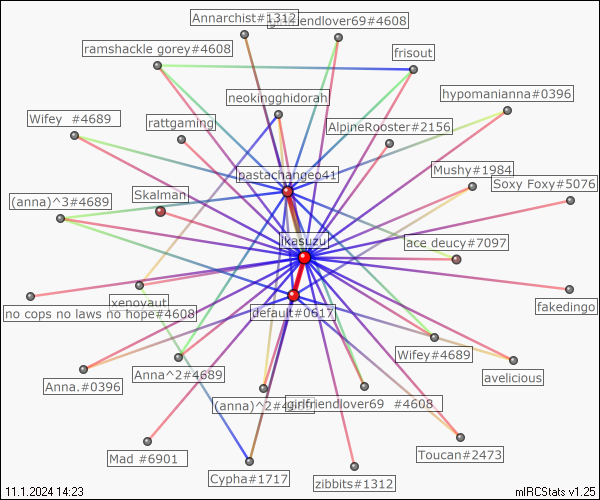 Annarchist#1312
girlfriendlover69#4608
ramshackle gorey#4608
frisout
neokingghidorah
hypomanianna#0396
Wifey #4689
rattgaming
AlpineRooster#2156
pastachangeo41
Mushy#1984
Soxy Foxy#5076
(anna)^3#4689
Skalman
ikasuzu
ace deucy#7097
xenoyaut
no cops no laws no hope#4608
default#0617
fakedingo
Wifey#4689
Anna.#0396
Anna^2#4689
avelicious
(anna)^2#4689
girlfriendlover69 #4608
Mad #6901
Cypha#1717
zibbits#1312
Toucan#2473
11.1.2024 14:23
mIRCStats v1.25